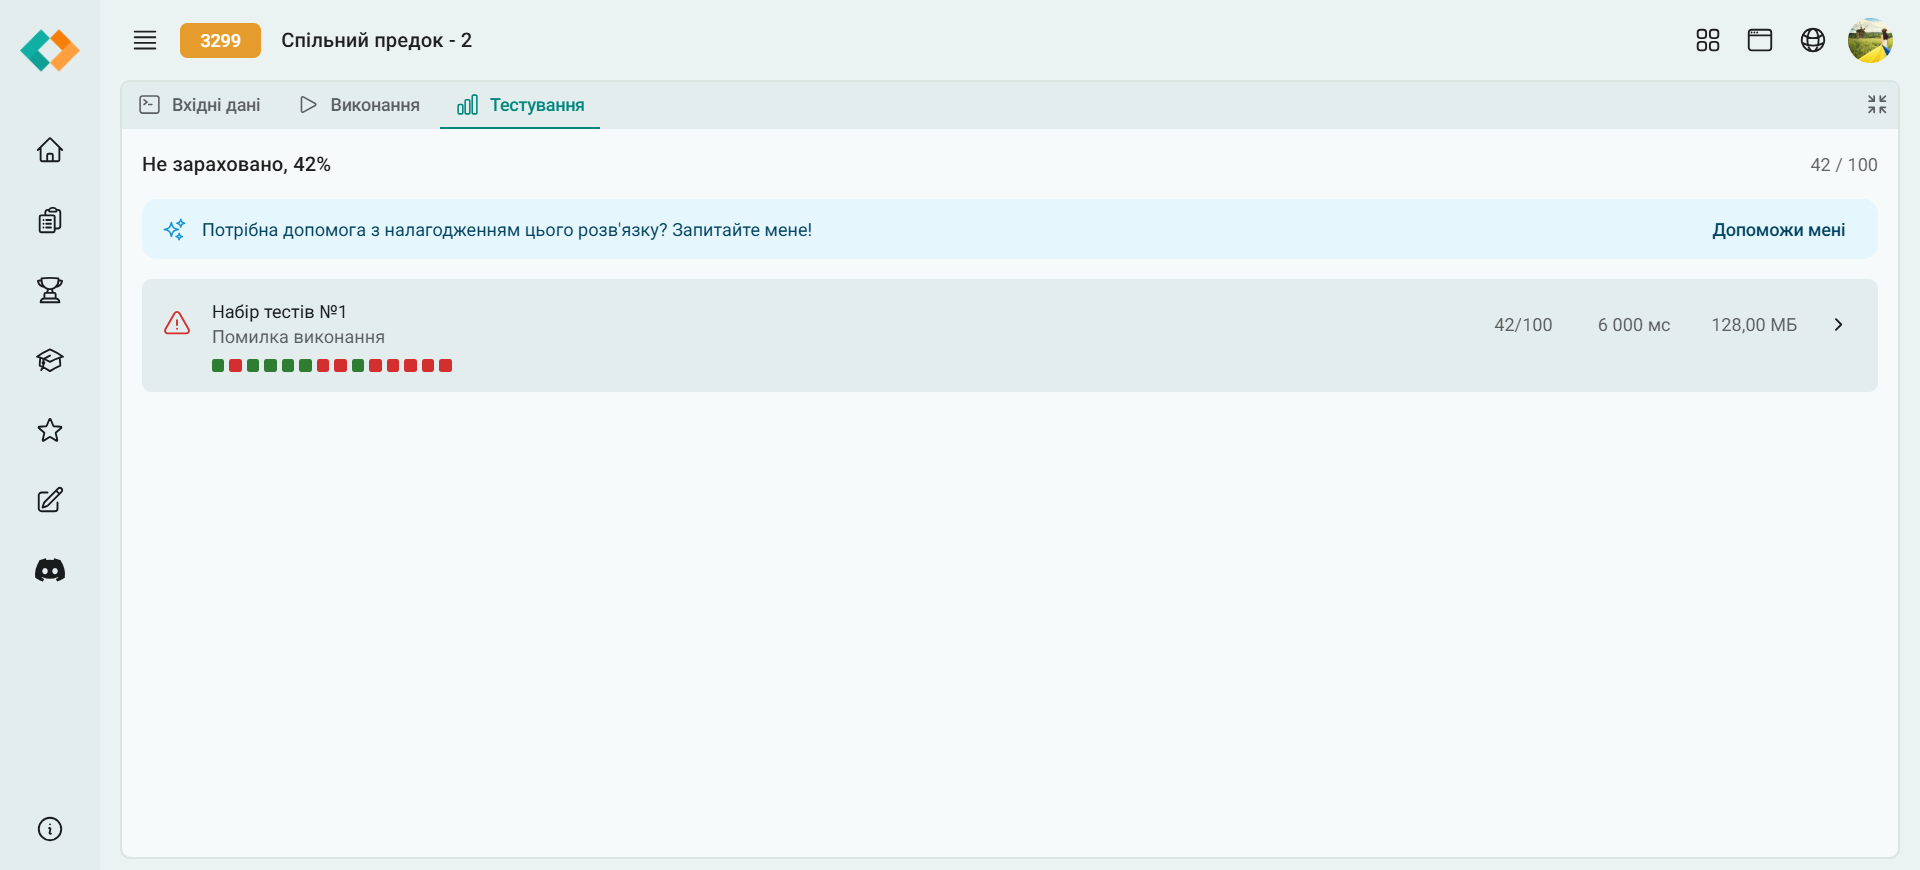 3299 Спільний предок - 2
Вхідні дані Виконання Тестування
Не зараховано, 42% 42 / 100
Потрібна допомога з налагодженням цього розв'язку? Запитайте мене! Допоможи мені
Набір тестів №1
Помилка виконання
42/100 6 000 мс 128,00 МБ